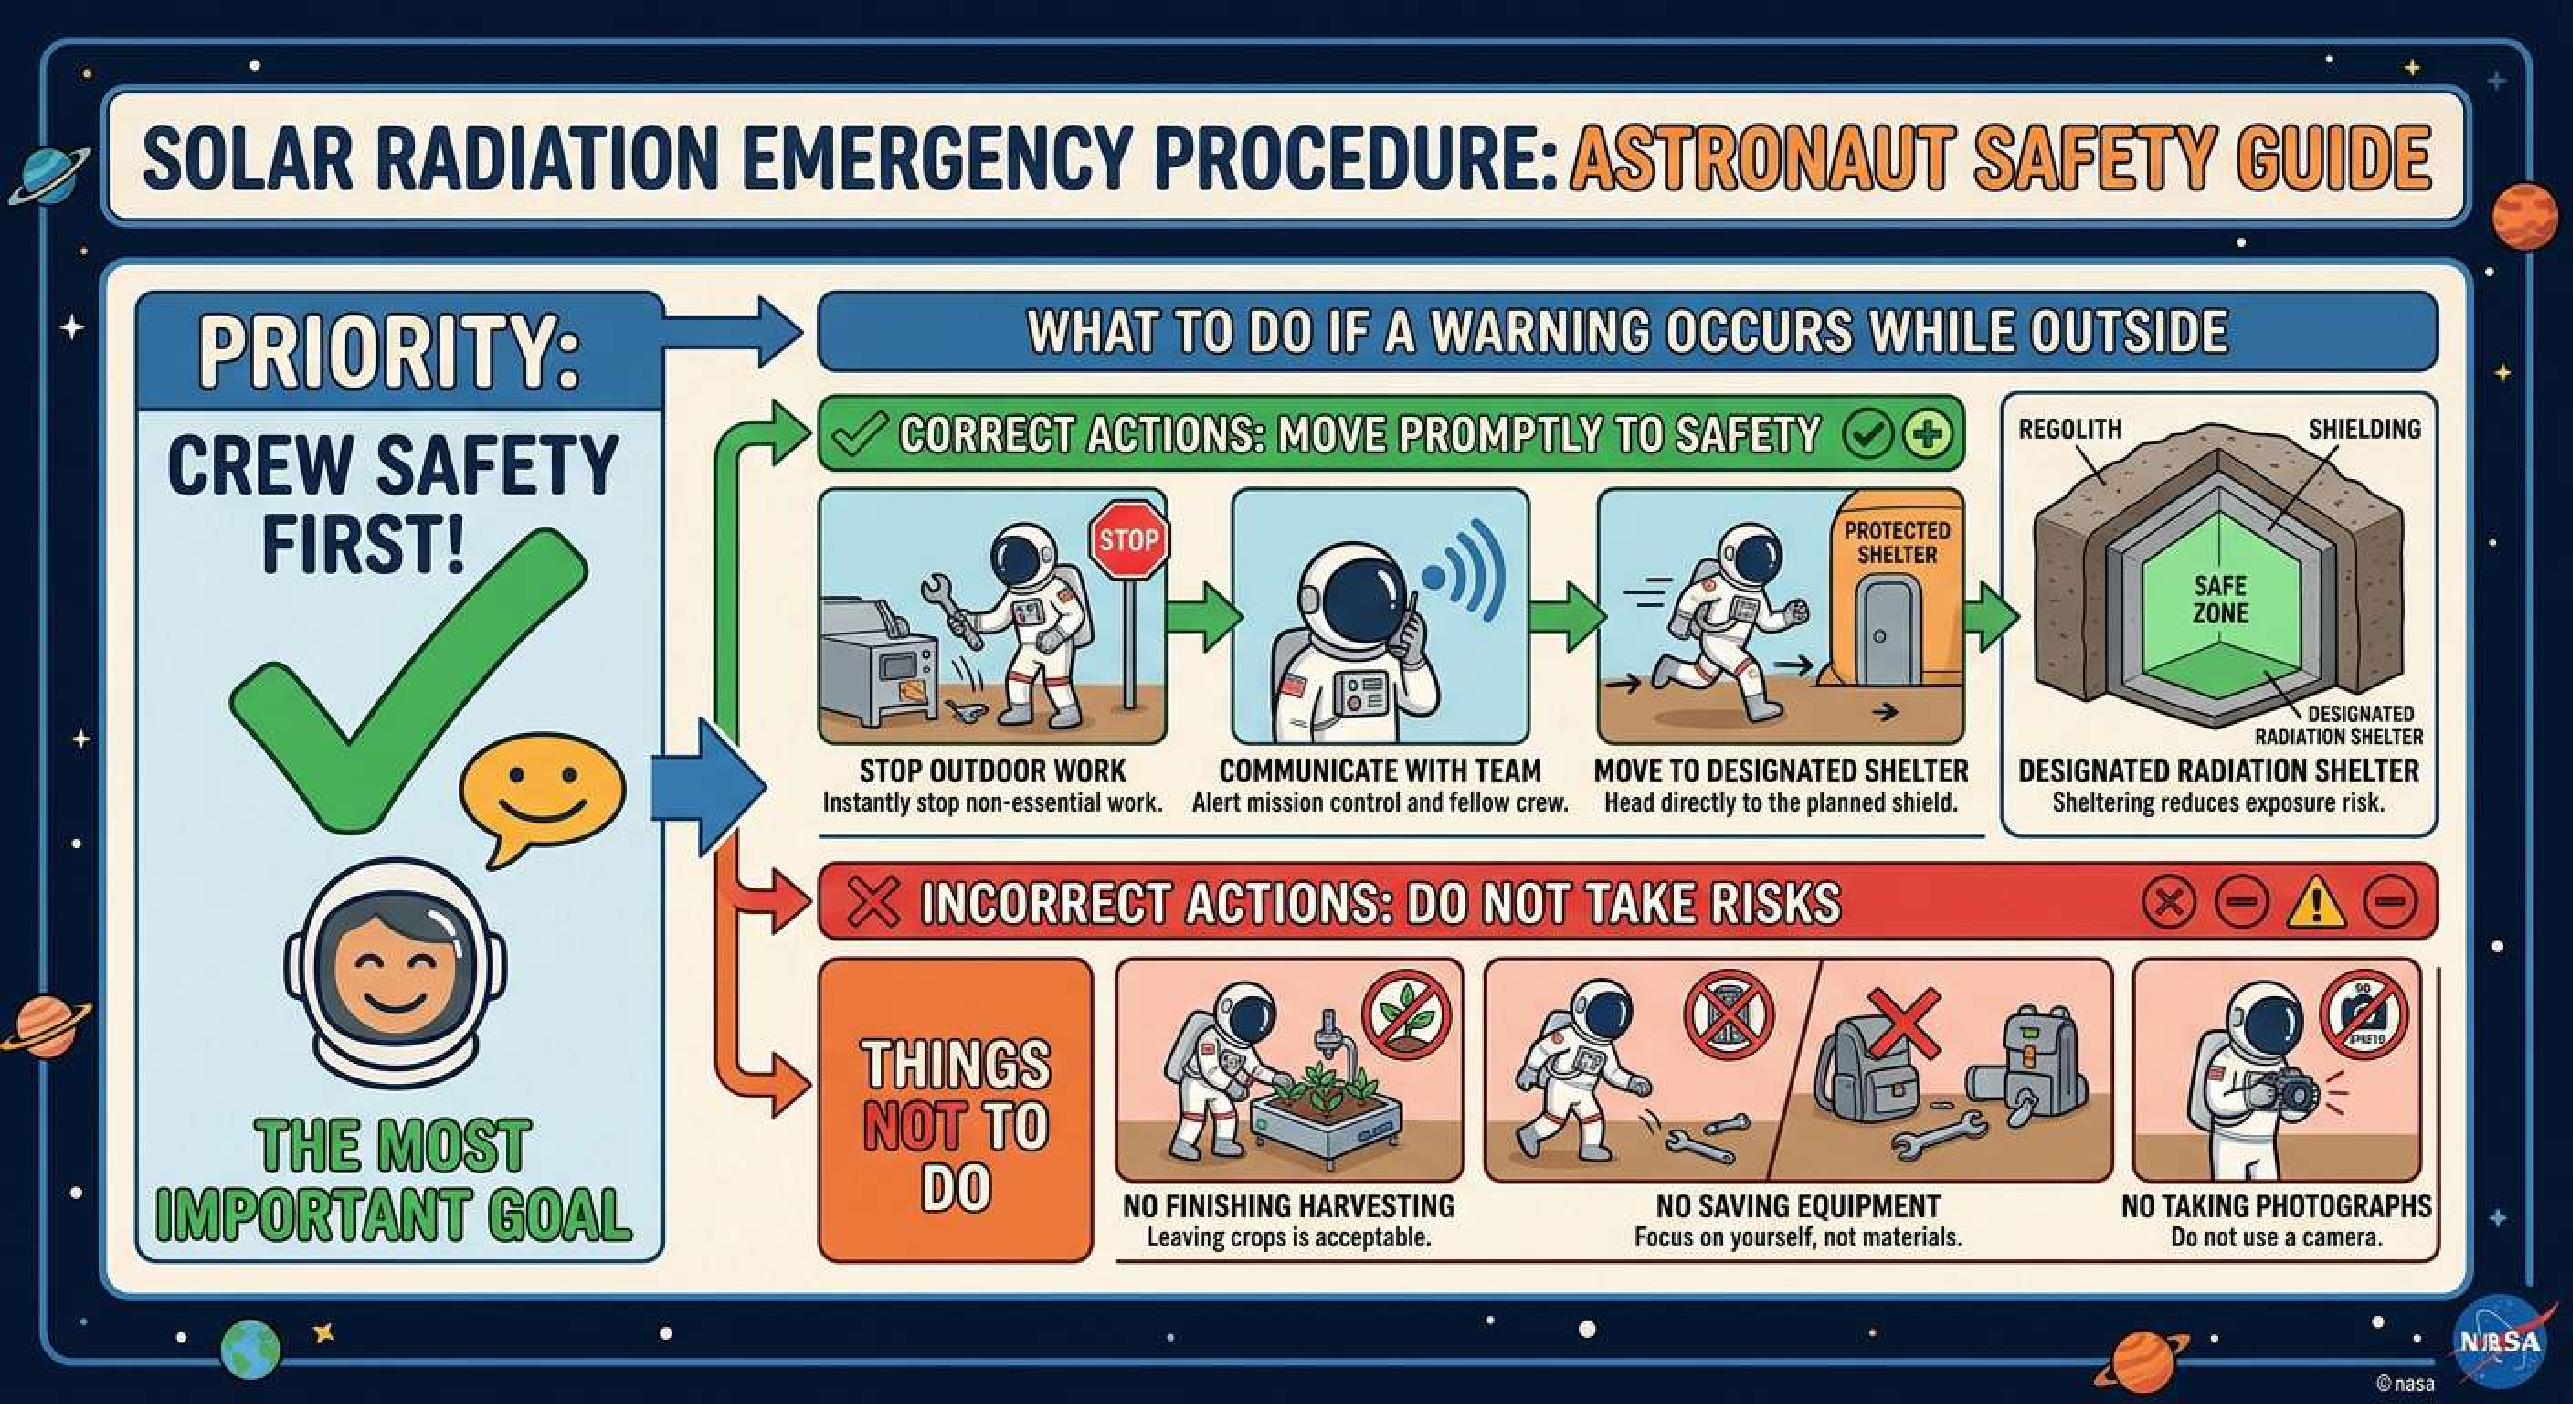 SOLAR RADIATION EMERGENCY PROCEDURE: ASTRONAUT SAFETY GUIDE
PRIORITY:
CREW SAFETY
FIRST!
THE MOST
IMPORTANT GOAL
WHAT TO DO IF A WARNING OCCURS WHILE OUTSIDE
CORRECT ACTIONS: MOVE PROMPTLY TO SAFETY
STOP
STOP OUTDOOR WORK
Instantly stop non-essential work.
COMMUNICATE WITH TEAM
Alert mission control and fellow crew.
PROTECTED
SHELTER
MOVE TO DESIGNATED SHELTER
Head directly to the planned shield.
REGOLITH
SHIELDING
SAFE
ZONE
DESIGNATED
RADIATION SHELTER
DESIGNATED RADIATION SHELTER
Sheltering reduces exposure risk.
INCORRECT ACTIONS: DO NOT TAKE RISKS
THINGS
NOT TO
DO
NO FINISHING HARVESTING
Leaving crops is acceptable.
NO SAVING EQUIPMENT
Focus on yourself, not materials.
NO TAKING PHOTOGRAPHS
Do not use a camera.
© nasa